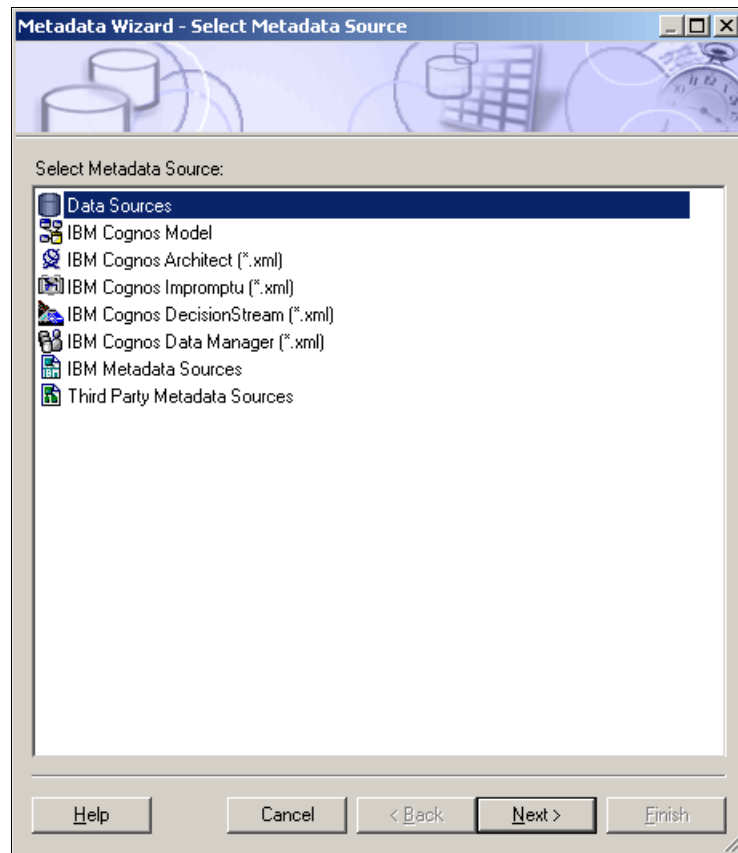 Metadata Wizard - Select Metadata Source
Select Metadata Source:
Data Sources
IBM Cognos Model
IBM Cognos Architect (*.xml)
IBM Cognos Impromptu (*.xml)
IBM Cognos DecisionStream (*.xml)
IBM Cognos Data Manager (*.xml)
IBM Metadata Sources
Third Party Metadata Sources
Help Cancel < Back Next > Finish